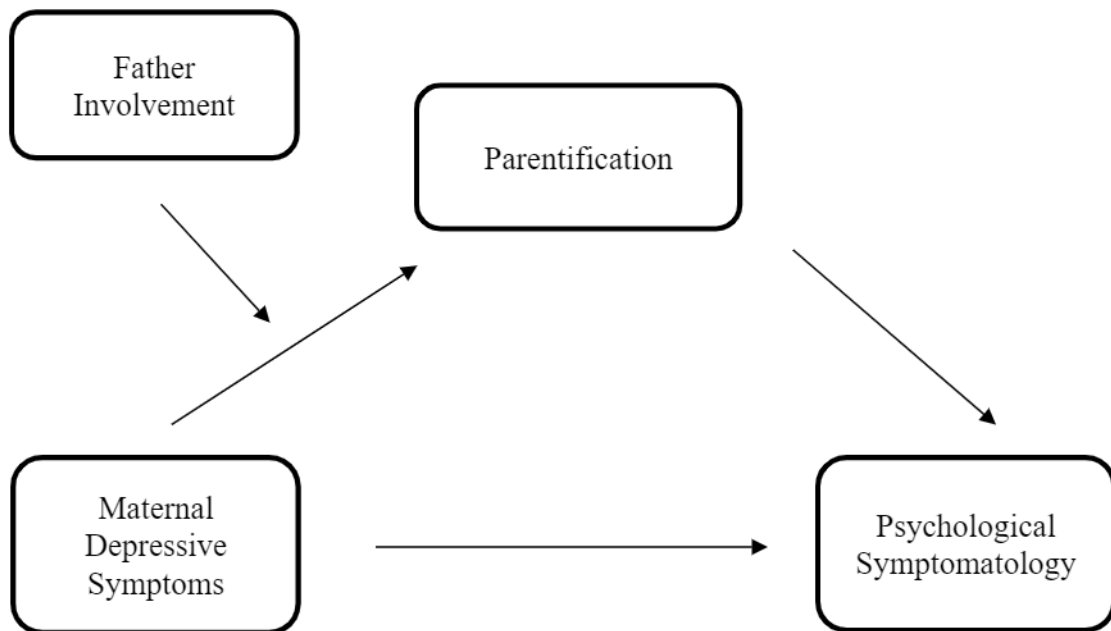 Father
Involvement
Parentification
Maternal
Depressive
Symptoms
Psychological
Symptomatology